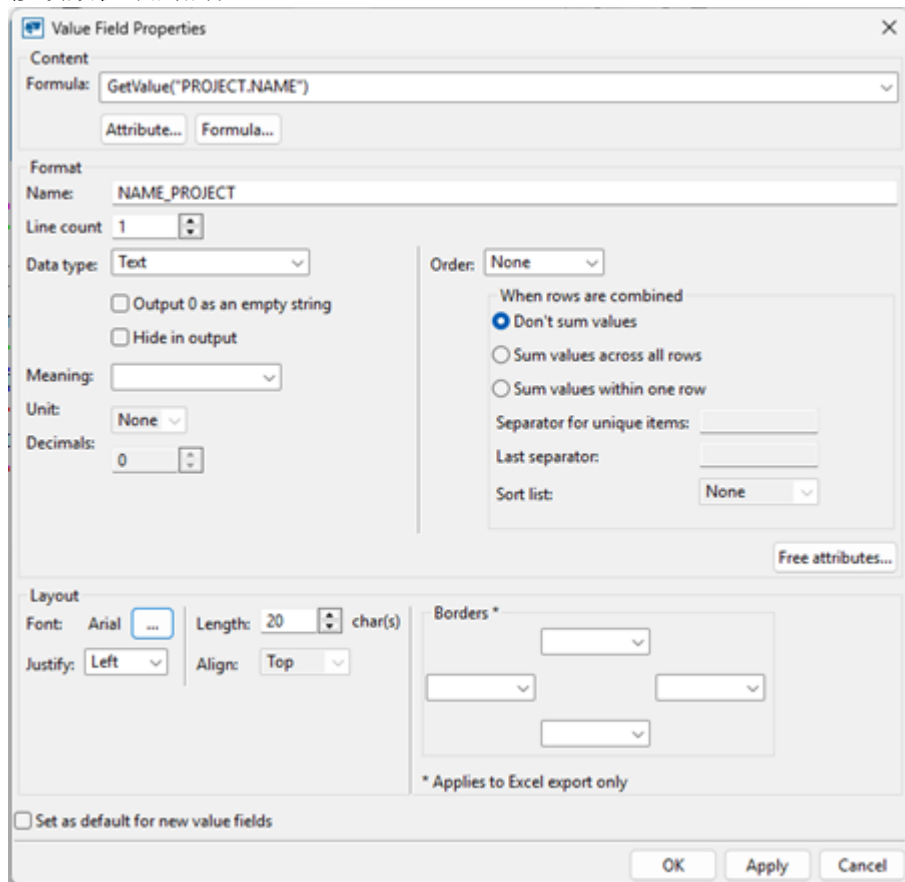 Value Field Properties
Content
Formula: GetValue("PROJECT.NAME")
Attribute... Formula...
Format
Name: NAME_PROJECT
Line count 1
Data type: Text
Order: None
Output 0 as an empty string
Hide in output
When rows are combined
Don't sum values
Sum values across all rows
Sum values within one row
Meaning:
Unit: None
Decimals: 0
Separator for unique items:
Last separator:
Sort list: None
Free attributes...
Layout
Font: Arial ... Length: 20 char(s)
Justify: Left Align: Top
Borders *
* Applies to Excel export only
Set as default for new value fields
OK Apply Cancel